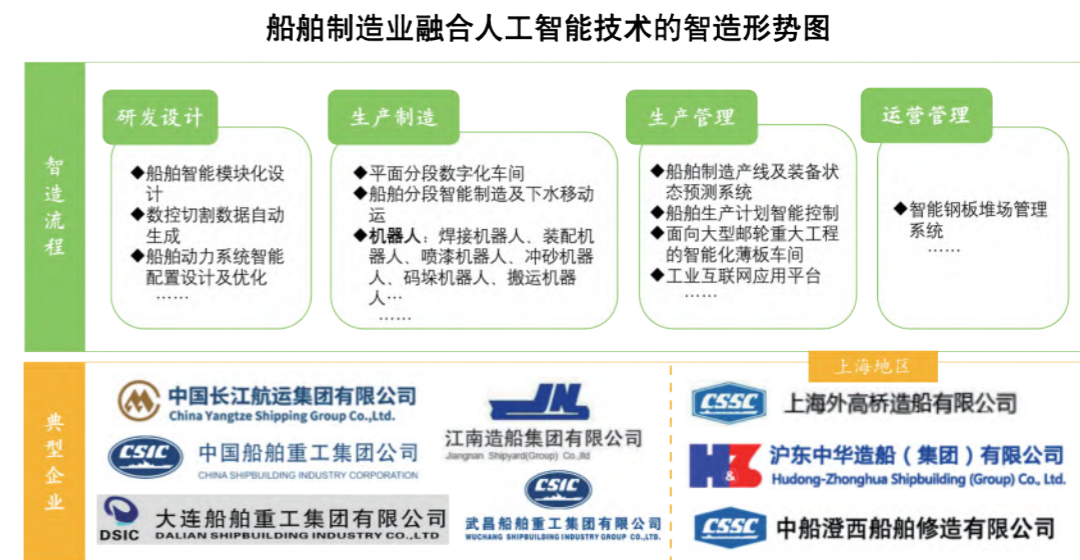 船舶制造业融合人工智能技术的智造形势图
智造流程
研发设计
◆船舶智能模块化设
计
◆数控切割数据自动
生成
◆船舶动力系统智能
配置设计及优化
……
生产制造
◆平面分段数字化车间
◆船舶分段智能制造及下水移动
运
◆机器人：焊接机器人、装配机
器人、喷漆机器人、冲砂机器
人、码垛机器人、搬运机器
人…
……
生产管理
◆船舶制造产线及装备状
态预测系统
◆船舶生产计划智能控制
◆面向大型邮轮重大工程
的智能化薄板车间
◆工业互联网应用平台
……
运营管理
◆智能钢板堆场管理
系统
……
典型企业
中国长江航运集团有限公司
China Yangtze Shipping Group Co.,Ltd.
CSIC
中国船舶重工集团公司
CHINA SHIPBUILDING INDUSTRY CORPORATION
DSIC
大连船舶重工集团有限公司
DALIAN SHIPBUILDING INDUSTRY CO.,LTD
JN
江南造船集团有限公司
Jiangnan Shipyard(Group) Co.,ltd
CSIC
武昌船舶重工集团有限公司
WUCHANG SHIPBUILDING INDUSTRY GROUP CO.,LTD.
上海地区
CSSC
上海外高桥造船有限公司
H&Z
沪东中华造船（集团）有限公司
Hudong-Zhonghua Shipbuilding (Group) Co., Ltd.
CSSC
中船澄西船舶修造有限公司